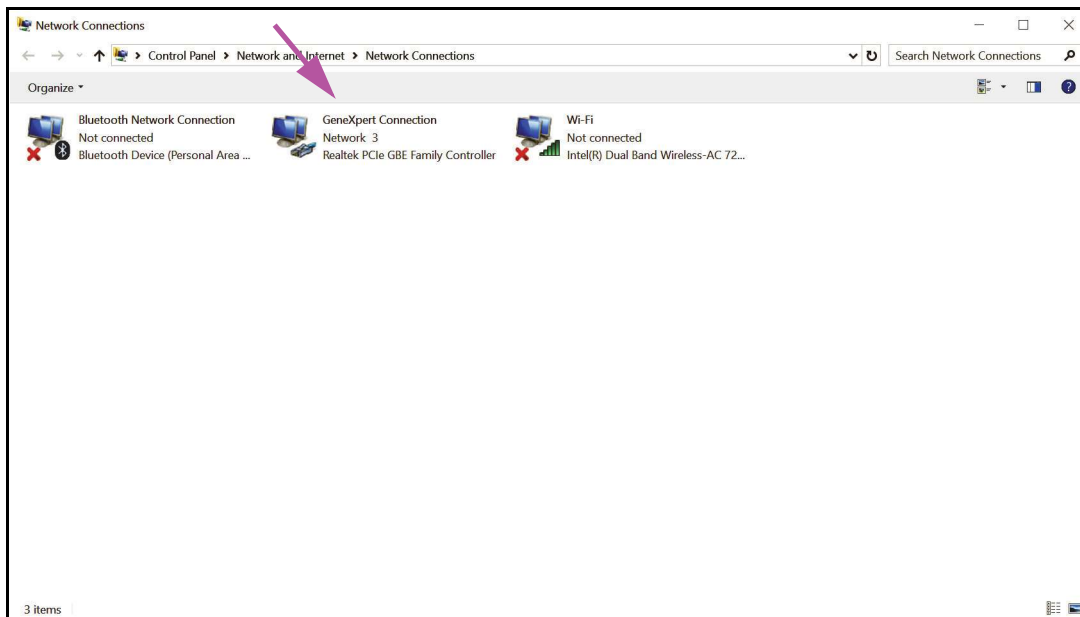 Network Connections
Control Panel > Network and Internet > Network Connections
Search Network Connections
Organize
Bluetooth Network Connection
Not connected
Bluetooth Device (Personal Area ...
GeneXpert Connection
Network 3
Realtek PCIe GBE Family Controller
Wi-Fi
Not connected
Intel(R) Dual Band Wireless-AC 72...
3 items